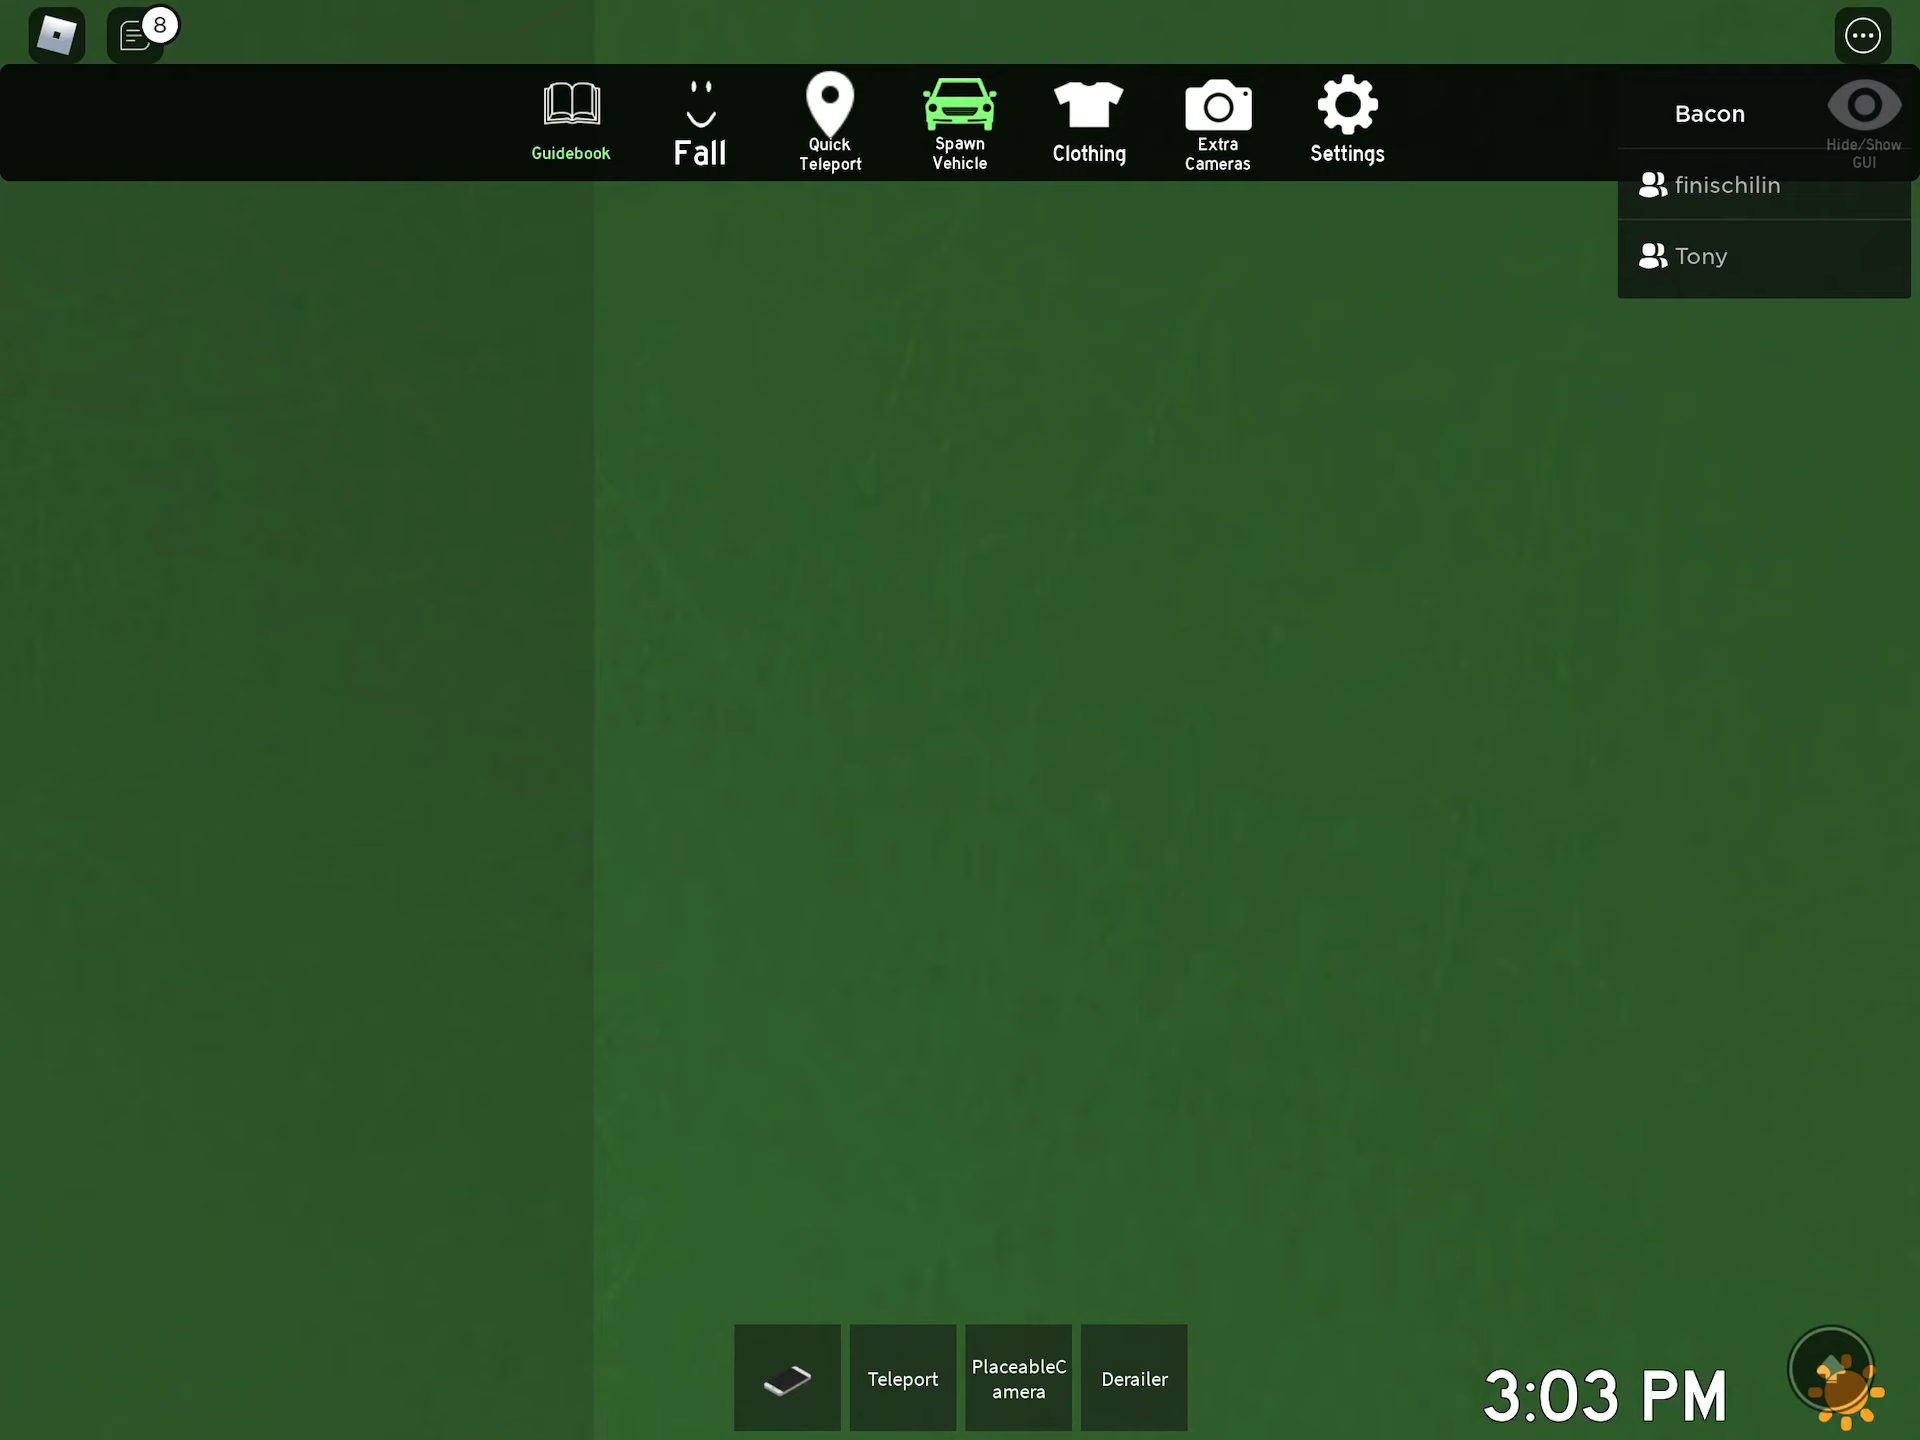 8
Guidebook
Fall
Quick
Teleport
Spawn
Vehicle
Clothing
Extra
Cameras
Settings
Bacon
Hide/Show
GUI
finischilin
Tony
Teleport
PlaceableC
amera
Derailer
3:03 PM